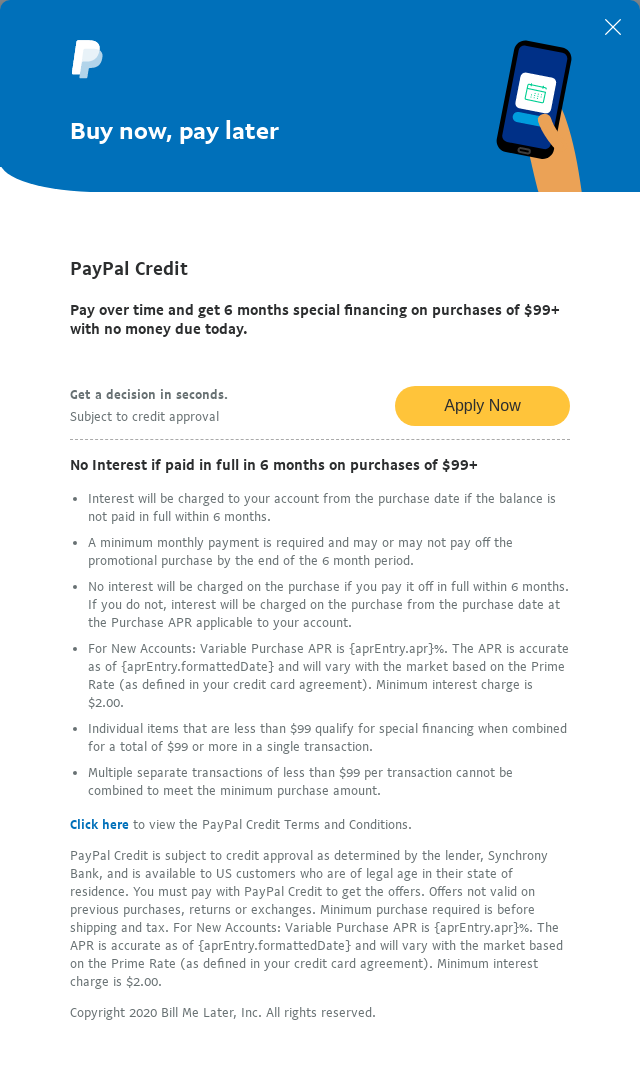 Buy now, pay later
PayPal Credit
Pay over time and get 6 months special financing on purchases of $99+
with no money due today.
Get a decision in seconds.
Subject to credit approval
Apply Now
No Interest if paid in full in 6 months on purchases of $99+
• Interest will be charged to your account from the purchase date if the balance is
not paid in full within 6 months.
• A minimum monthly payment is required and may or may not pay off the
promotional purchase by the end of the 6 month period.
• No interest will be charged on the purchase if you pay it off in full within 6 months.
If you do not, interest will be charged on the purchase from the purchase date at
the Purchase APR applicable to your account.
• For New Accounts: Variable Purchase APR is {aprEntry.apr}%. The APR is accurate
as of {aprEntry.formattedDate} and will vary with the market based on the Prime
Rate (as defined in your credit card agreement). Minimum interest charge is
$2.00.
• Individual items that are less than $99 qualify for special financing when combined
for a total of $99 or more in a single transaction.
• Multiple separate transactions of less than $99 per transaction cannot be
combined to meet the minimum purchase amount.
Click here to view the PayPal Credit Terms and Conditions.
PayPal Credit is subject to credit approval as determined by the lender, Synchrony
Bank, and is available to US customers who are of legal age in their state of
residence. You must pay with PayPal Credit to get the offers. Offers not valid on
previous purchases, returns or exchanges. Minimum purchase required is before
shipping and tax. For New Accounts: Variable Purchase APR is {aprEntry.apr}%. The
APR is accurate as of {aprEntry.formattedDate} and will vary with the market based
on the Prime Rate (as defined in your credit card agreement). Minimum interest
charge is $2.00.
Copyright 2020 Bill Me Later, Inc. All rights reserved.